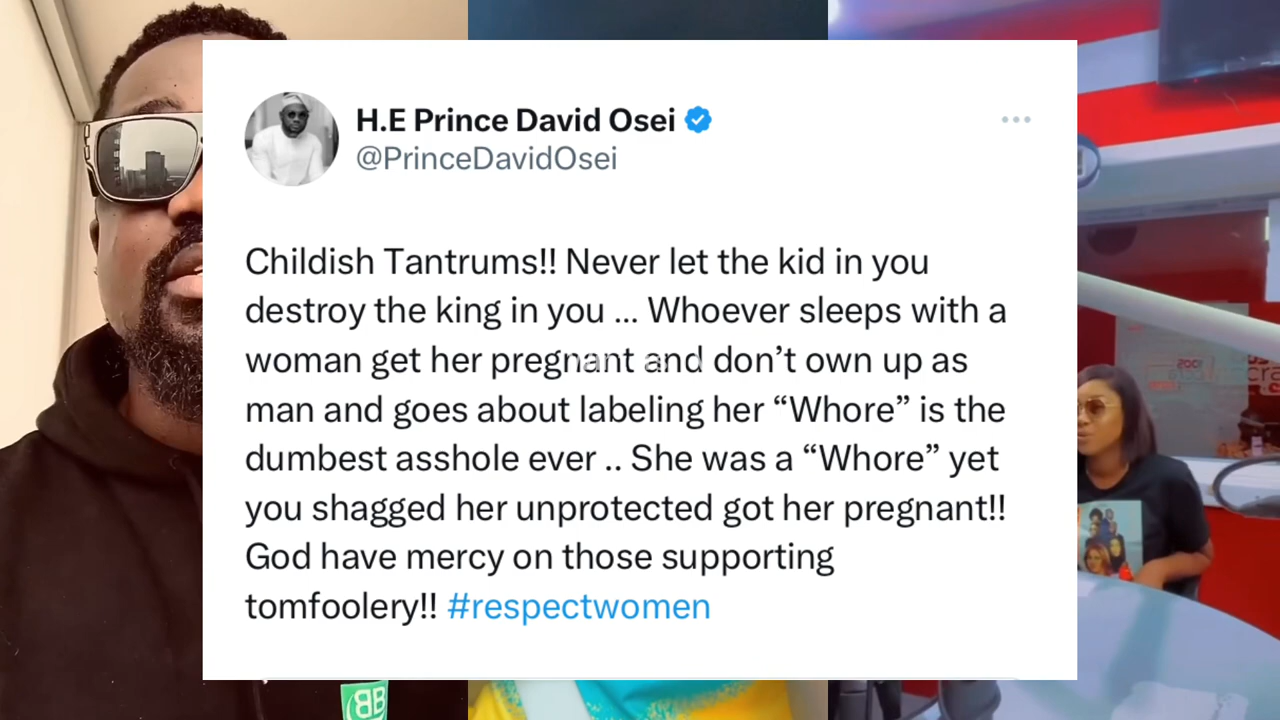 H.E Prince David Osei
@PrinceDavidOsei
Childish Tantrums!! Never let the kid in you
destroy the king in you ... Whoever sleeps with a
woman get her pregnant and don’t own up as
man and goes about labeling her “Whore” is the
dumbest asshole ever .. She was a “Whore” yet
you shagged her unprotected got her pregnant!!
God have mercy on those supporting
tomfoolery!! #respectwomen
BB